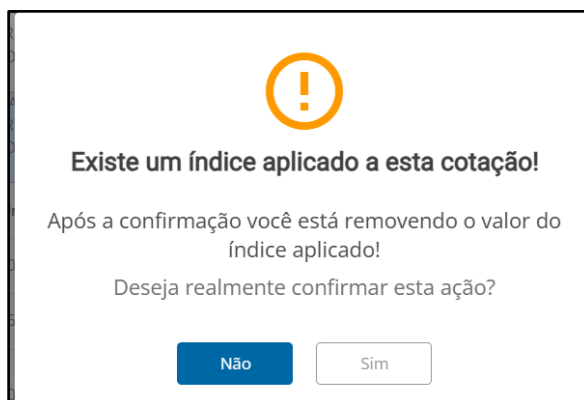 Existe um índice aplicado a esta cotação!
Após a confirmação você está removendo o valor do
índice aplicado!
Deseja realmente confirmar esta ação?
Não
Sim